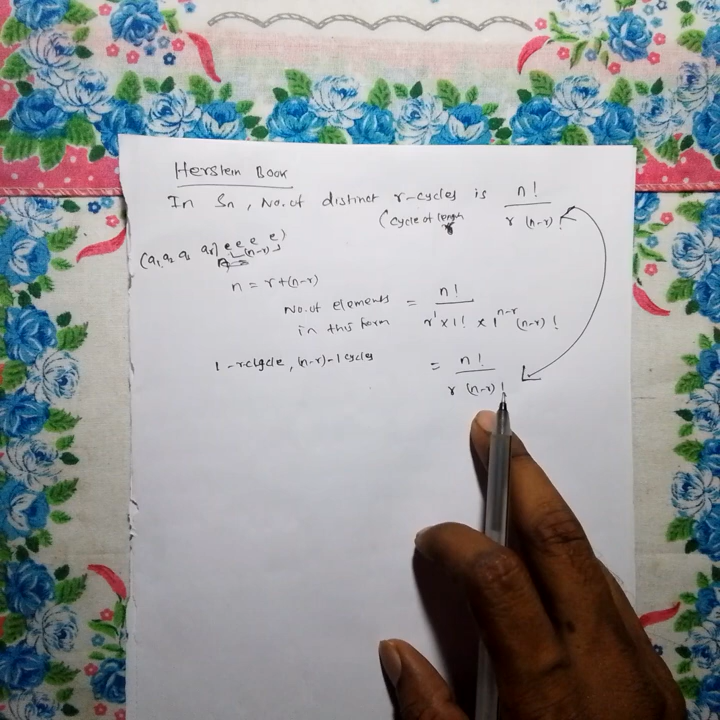 Herstein Book
In Sn, No. of distinct r-cycles is n! / r (n-r)!
(Cycle of length r
(a1 a2 a3 ar) e e e e) (n-r)
n = r+(n-r)
No. of elements in this form = n! / r^1 × 1! × 1^n-r (n-r)!
1 - r cycle, (n-r) - 1 cycles = n! / r (n-r)!